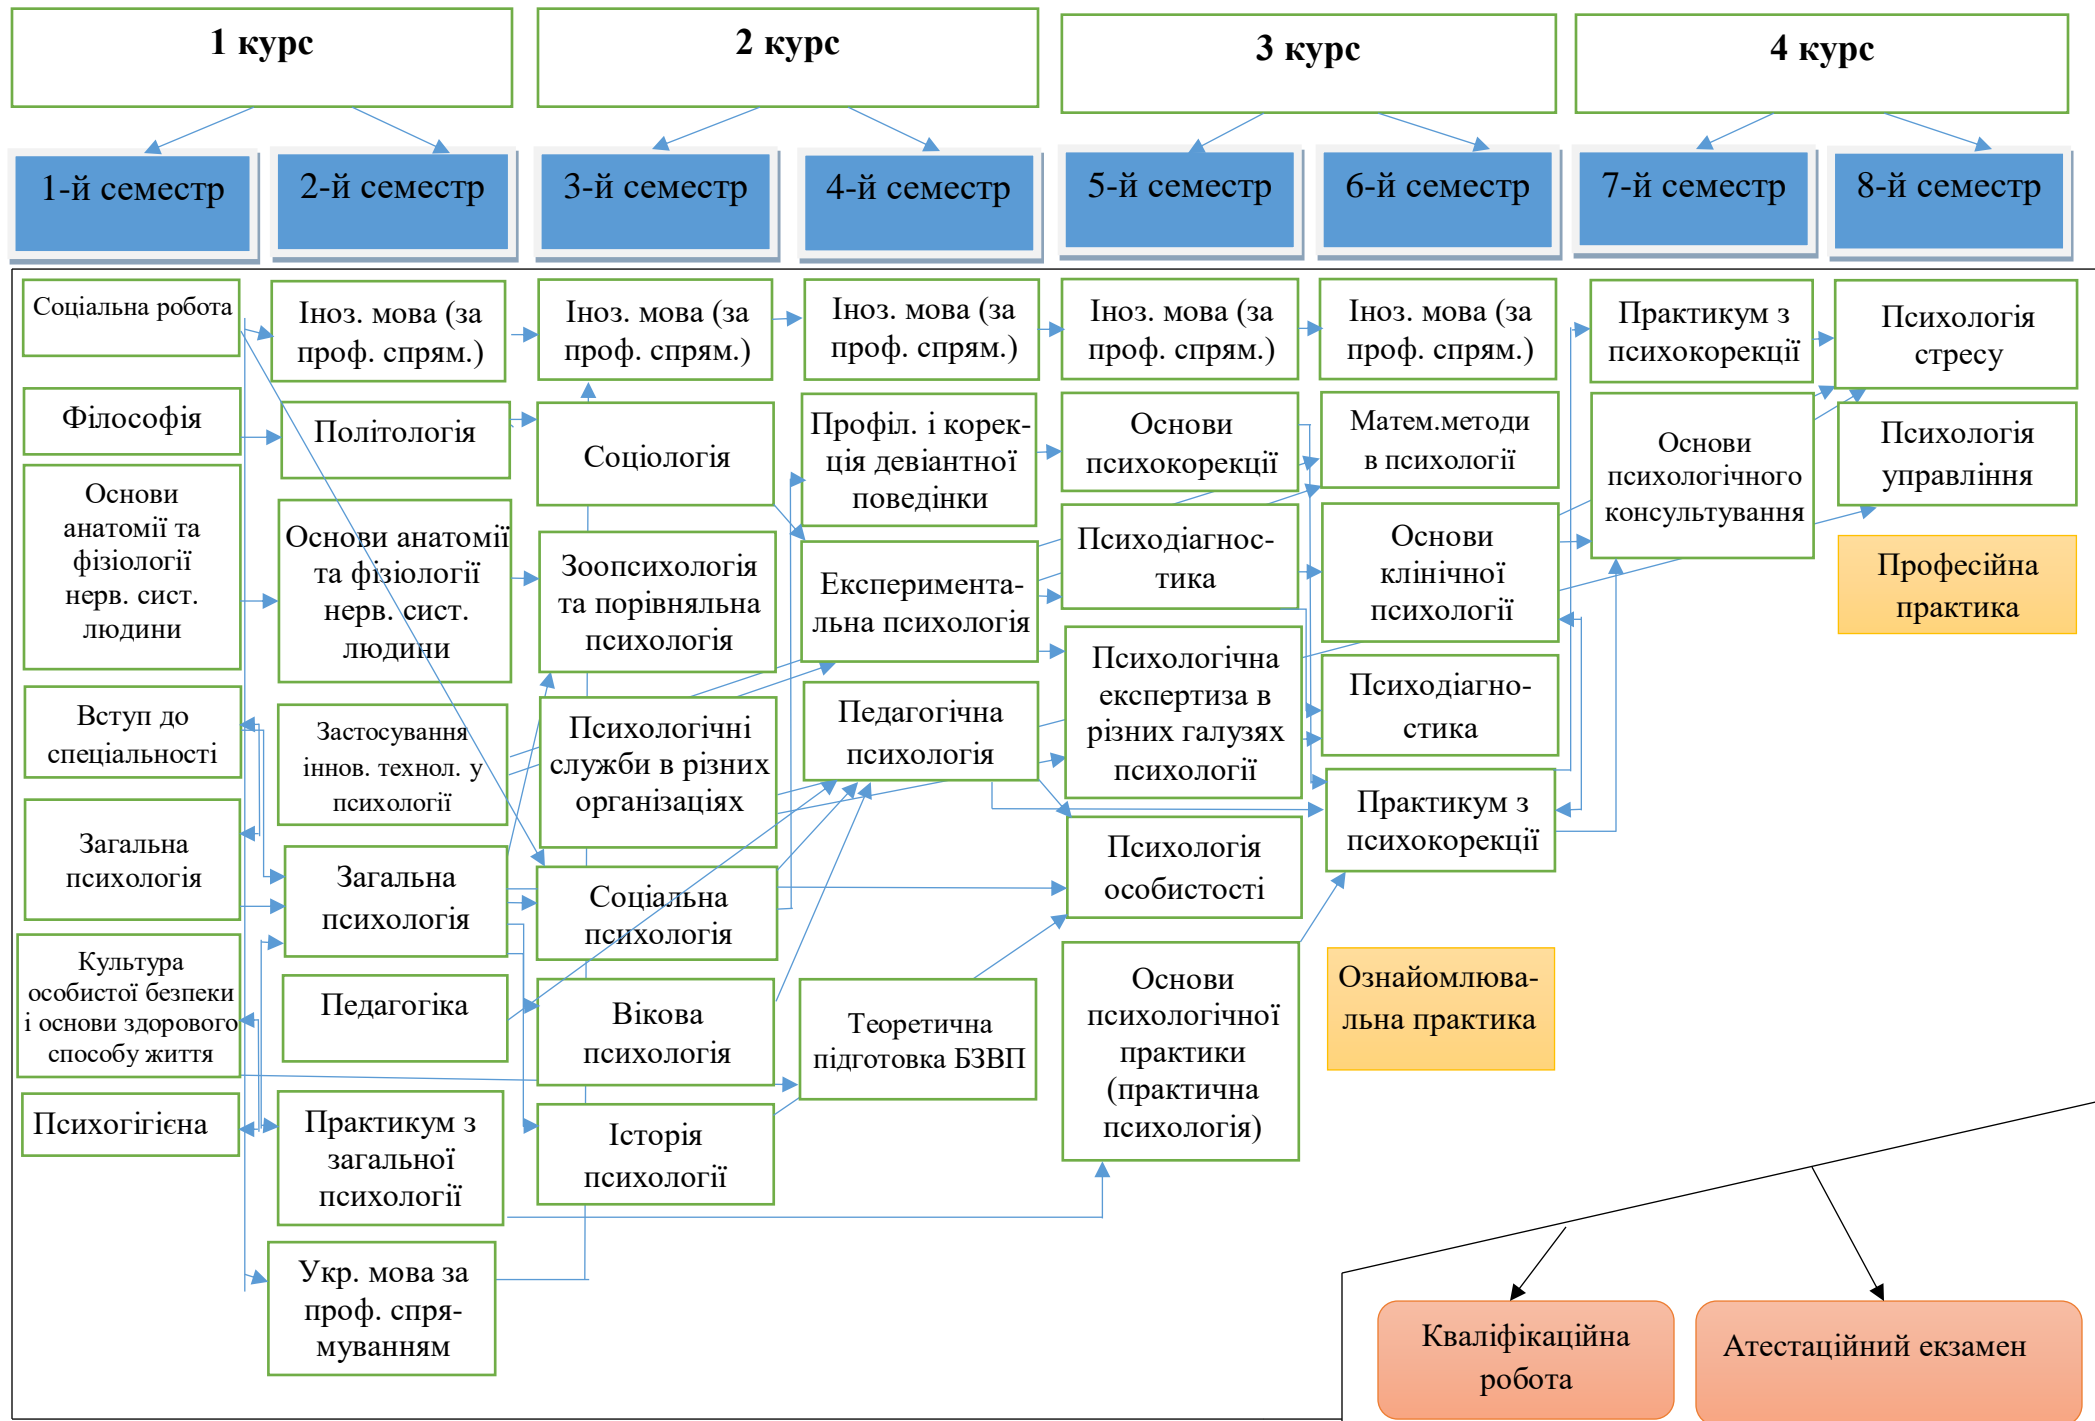 1 курс
2 курс
3 курс
4 курс
1-й семестр
2-й семестр
3-й семестр
4-й семестр
5-й семестр
6-й семестр
7-й семестр
8-й семестр
Соціальна робота
Філософія
Основи
анатомії та
фізіології
нерв. сист.
людини
Вступ до
спеціальності
Загальна
психологія
Культура
особистої безпеки
і основи здорового
способу життя
Психогігієна
Іноз. мова (за
проф. спрям.)
Політологія
Основи анатомії
та фізіології
нерв. сист.
людини
Застосування
іннов. технол. у
психології
Загальна
психологія
Педагогіка
Практикум з
загальної
психології
Укр. мова за
проф. спря-
муванням
Іноз. мова (за
проф. спрям.)
Соціологія
Зоопсихологія
та порівняльна
психологія
Психологічні
служби в різних
організаціях
Соціальна
психологія
Вікова
психологія
Історія
психології
Іноз. мова (за
проф. спрям.)
Профіл. і корек-
ція девіантної
поведінки
Експеримента-
льна психологія
Педагогічна
психологія
Теоретична
підготовка БЗВП
Іноз. мова (за
проф. спрям.)
Основи
психокорекції
Психодіагнос-
тика
Психологічна
експертиза в
різних галузях
психології
Психологія
особистості
Основи
психологічної
практики
(практична
психологія)
Іноз. мова (за
проф. спрям.)
Матем.методи
в психології
Основи
клінічної
психології
Психодіагно-
стика
Практикум з
психокорекції
Ознайомлюва-
льна практика
Практикум з
психокорекції
Основи
психологічного
консультування
Психологія
стресу
Психологія
управління
Професійна
практика
Кваліфікаційна
робота
Атестаційний екзамен